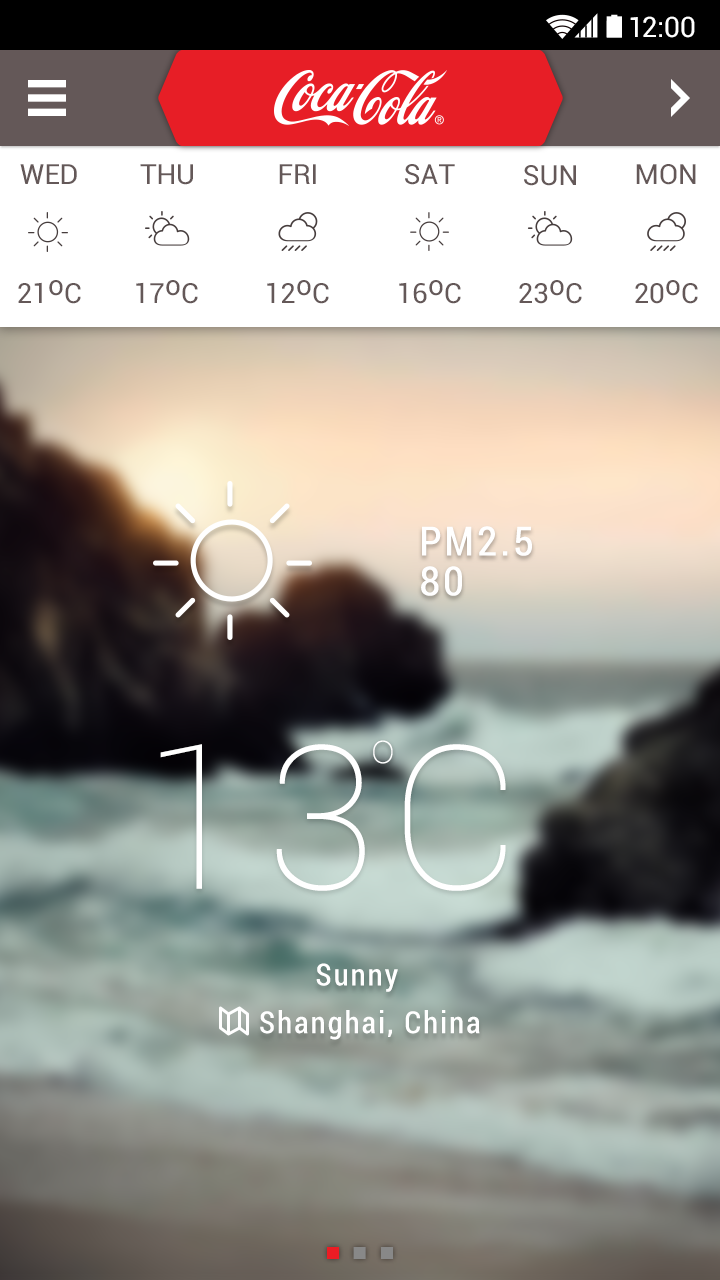 12:00
Coca-Cola®
WED THU FRI SAT SUN MON
21ºC 17ºC 12ºC 16ºC 23ºC 20ºC
PM2.5
80
13°C
Sunny
Shanghai, China